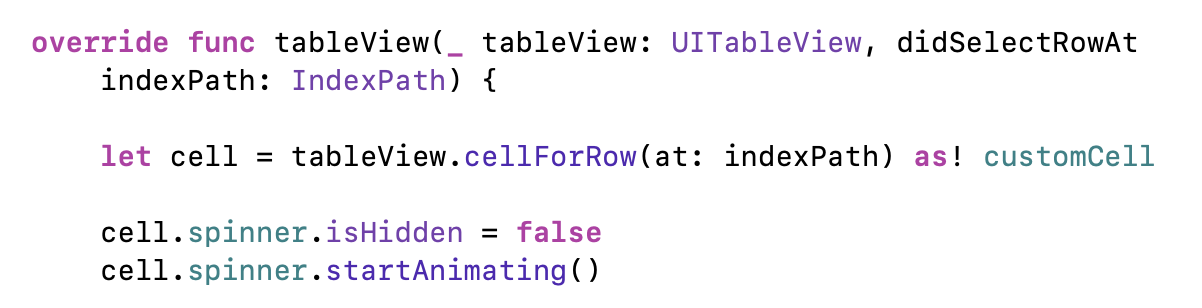 override func tableView(_ tableView: UITableView, didSelectRowAt
indexPath: IndexPath) {
let cell = tableView.cellForRow(at: indexPath) as! customCell
cell.spinner.isHidden = false
cell.spinner.startAnimating()